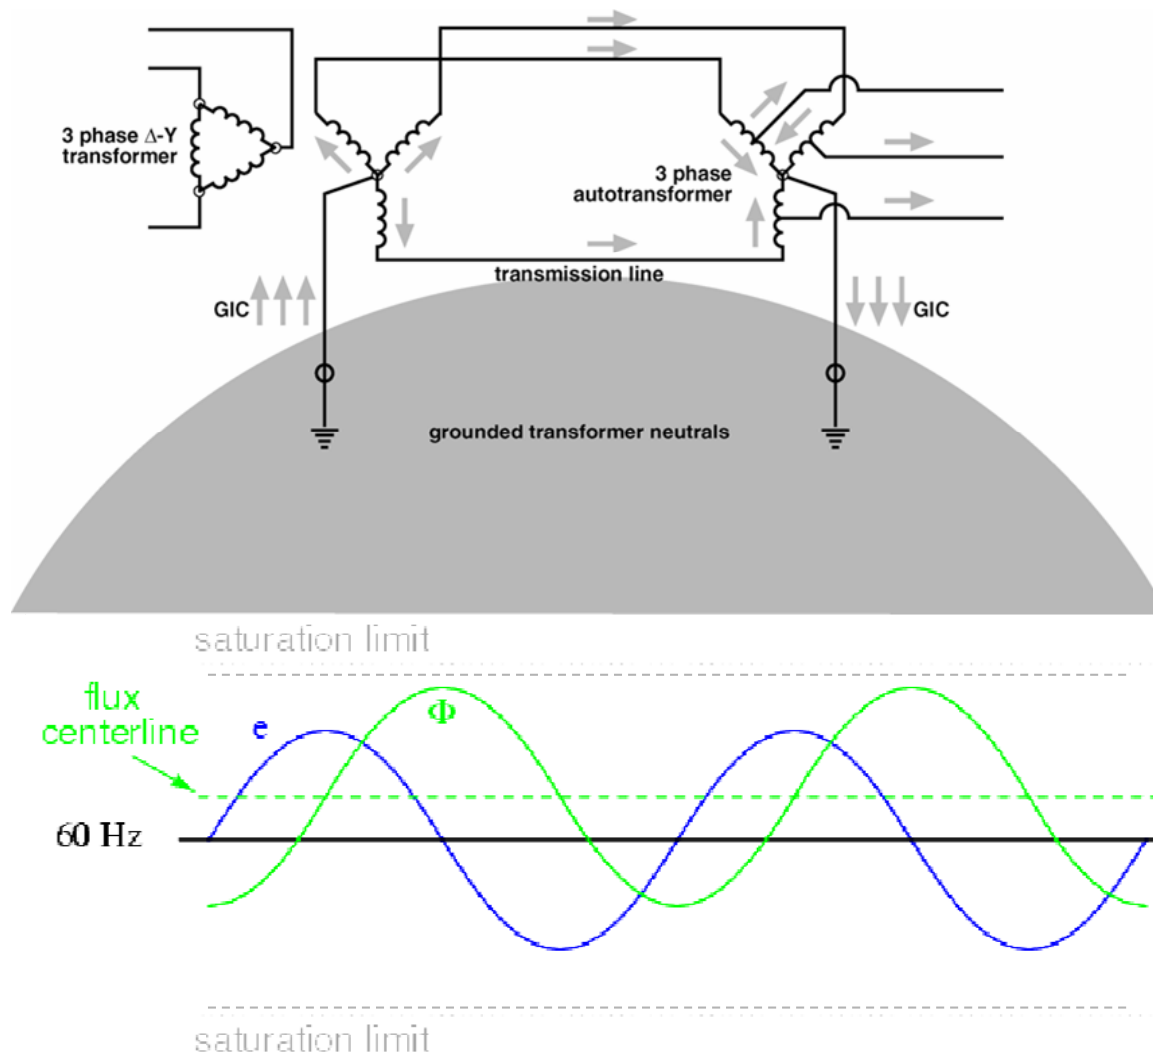 3 phase Δ-Y
transformer
3 phase
autotransformer
transmission line
GIC
GIC
grounded transformer neutrals
saturation limit
flux
centerline
e
Φ
60 Hz
saturation limit